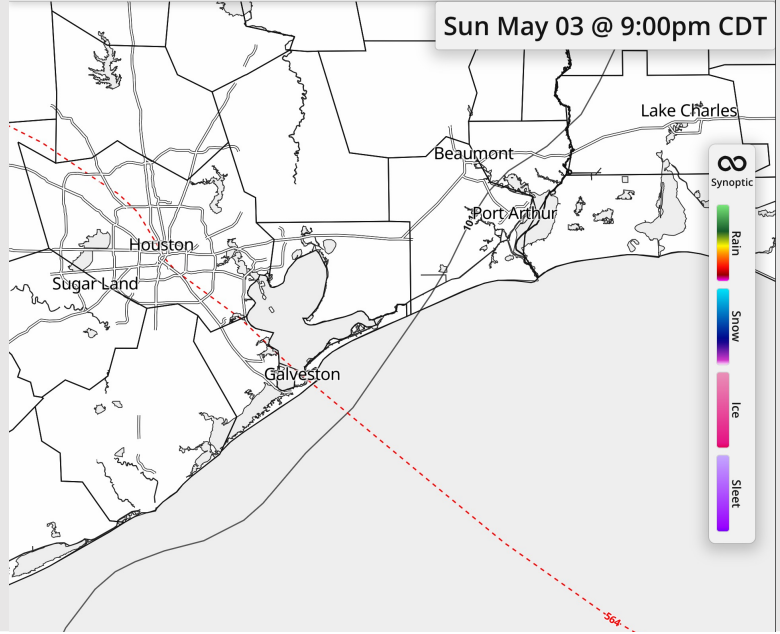 Sun May 03 @ 9:00pm CDT
Lake Charles
Beaumont
Synoptic
Port Arthur
Rain
Houston
Sugar Land
Snow
Galveston
Ice
Sleet
564